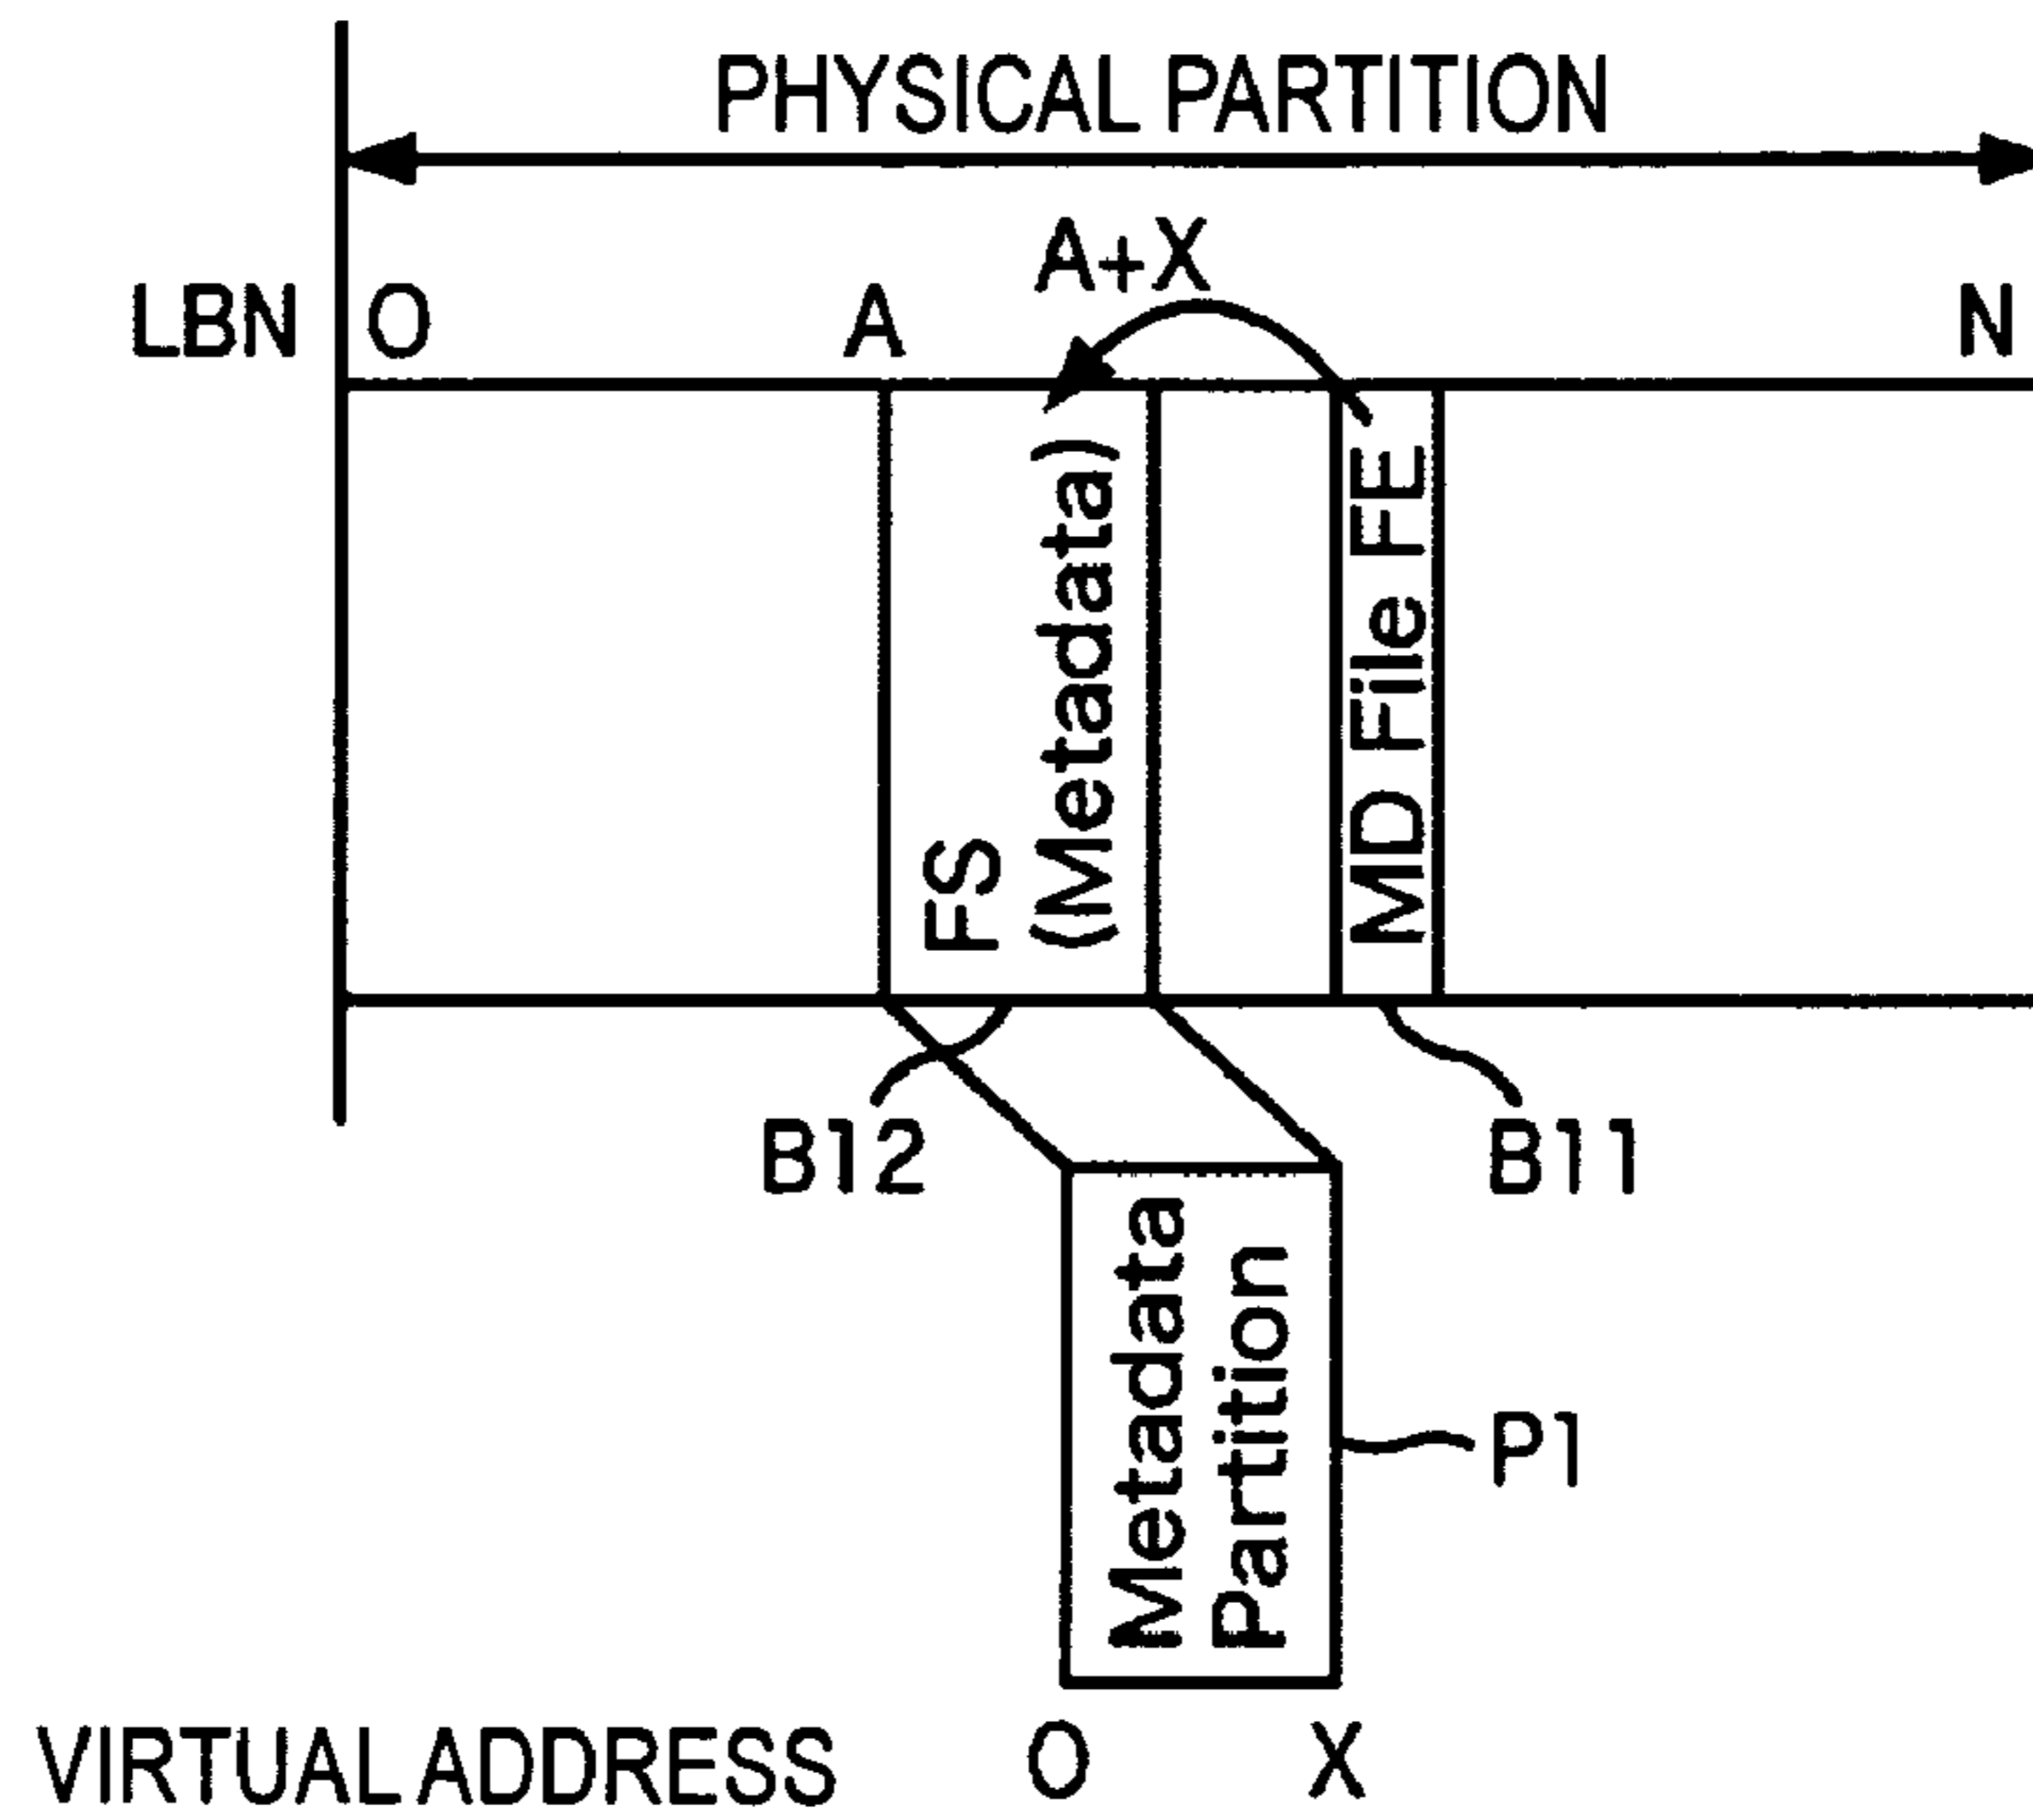 PHYSICAL PARTITION
A+X
LBN O A N
FS
(Metadata)
MD File FE
B12 B11
Metadata
Partition
P1
VIRTUAL ADDRESS O X